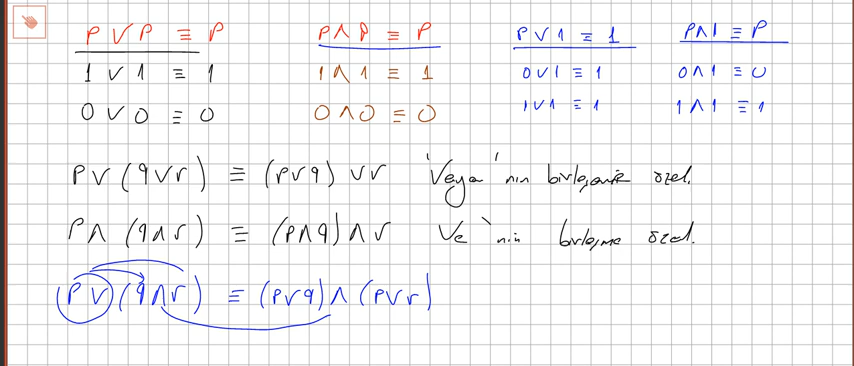 p ∨ p ≡ p    p ∧ p ≡ p    p ∨ 1 ≡ 1    p ∧ 1 ≡ p
1 ∨ 1 ≡ 1    1 ∧ 1 ≡ 1    0 ∨ 1 ≡ 1    0 ∧ 1 ≡ 0
0 ∨ 0 ≡ 0    0 ∧ 0 ≡ 0    1 ∨ 1 ≡ 1    1 ∧ 1 ≡ 1
p ∨ (q ∨ r) ≡ (p ∨ q) ∨ r    'Veya' nın birleşme özel.
p ∧ (q ∧ r) ≡ (p ∧ q) ∧ r    Ve 'nin birleşme özel.
(p ∨ (q ∧ r) ≡ (p ∨ q) ∧ (p ∨ r)